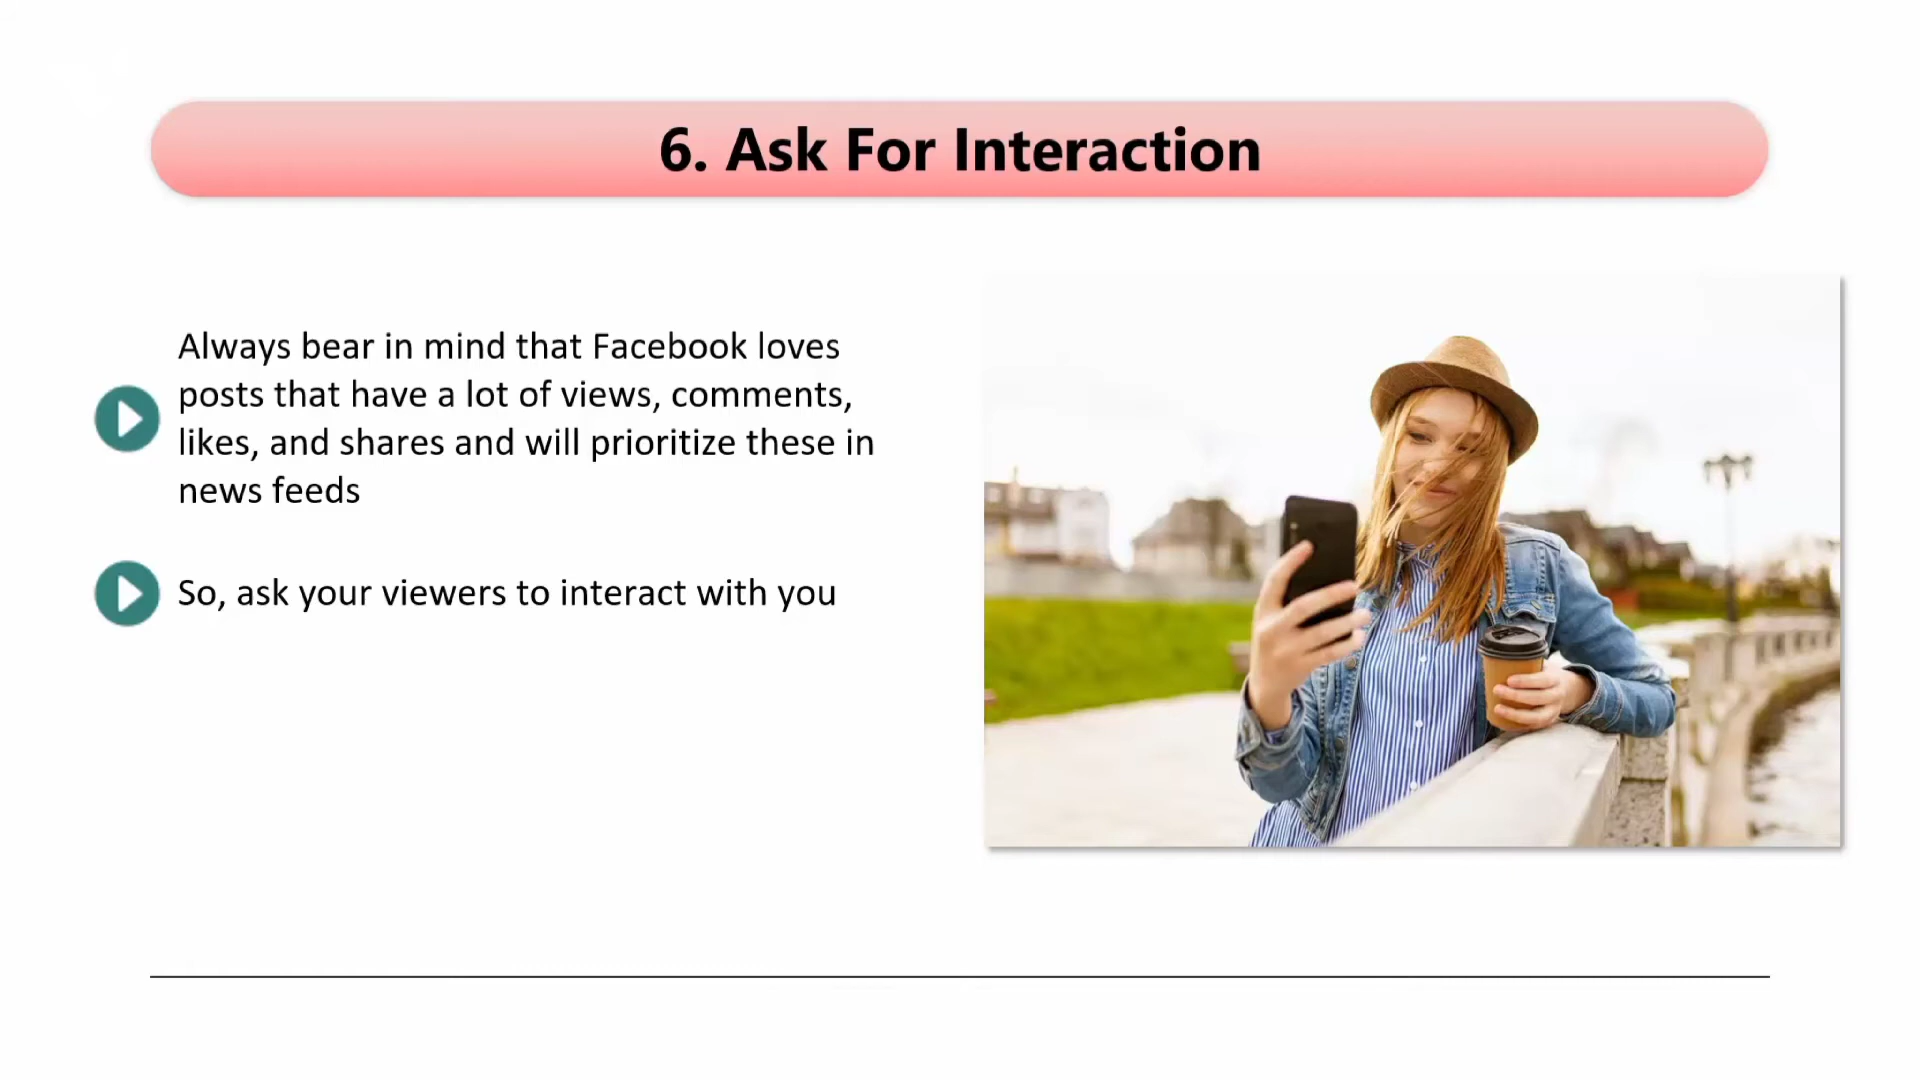 6. Ask For Interaction
Always bear in mind that Facebook loves
posts that have a lot of views, comments,
likes, and shares and will prioritize these in
news feeds
So, ask your viewers to interact with you